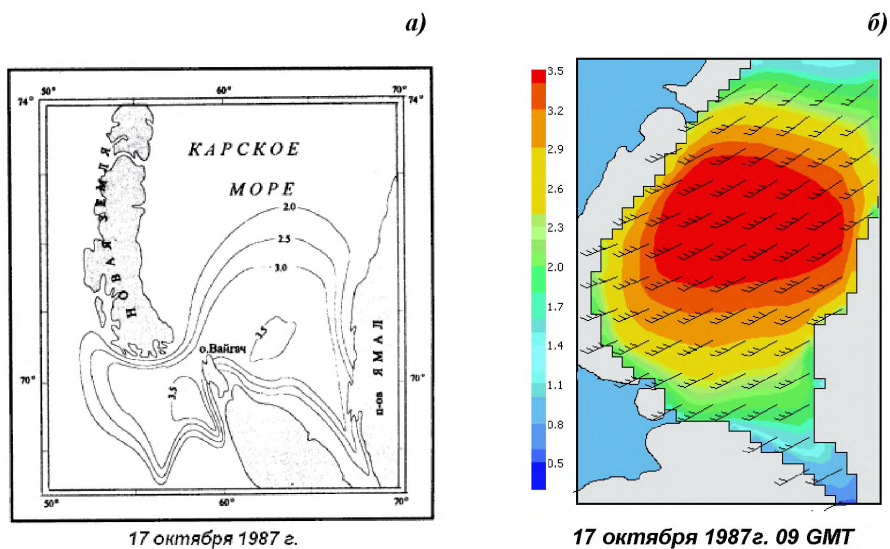 а)
б)
50°
60°
70°
74°
74°
КАРСКОЕ
МОРЕ
НОВАЯ ЗЕМЛЯ
2.0
2.5
3.0
3.5
о.Вайгач
3.5
п-ов ЯМАЛ
70°
70°
50°
60°
70°
17 октября 1987 г.
3.5
3.2
2.9
2.6
2.3
2.0
1.7
1.4
1.1
0.8
0.5
17 октября 1987г. 09 GMT